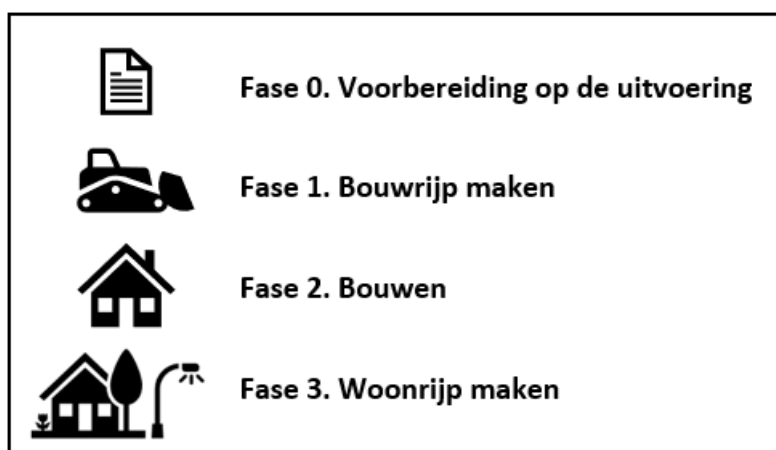 Fase 0. Voorbereiding op de uitvoering
Fase 1. Bouwrijp maken
Fase 2. Bouwen
Fase 3. Woonrijp maken